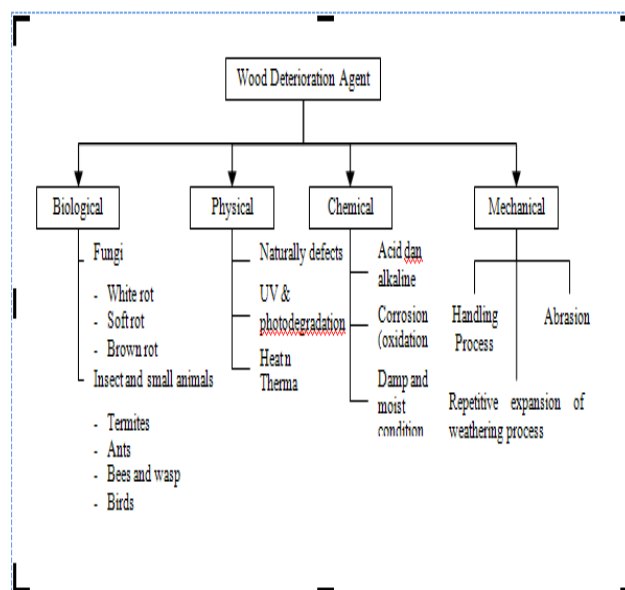 Wood Deterioration Agent
Biological
Physical
Chemical
Mechanical
Fungi
- White rot
- Soft rot
- Brown rot
Insect and small animals
- Termites
- Ants
- Bees and wasp
- Birds
Naturally defects
UV &
photodegradation
Heat n
Therma
Acid dan
alkaline
Corrosion
(oxidation
Damp and
moist
condition
Handling
Process
Abrasion
Repetitive expansion of
weathering process